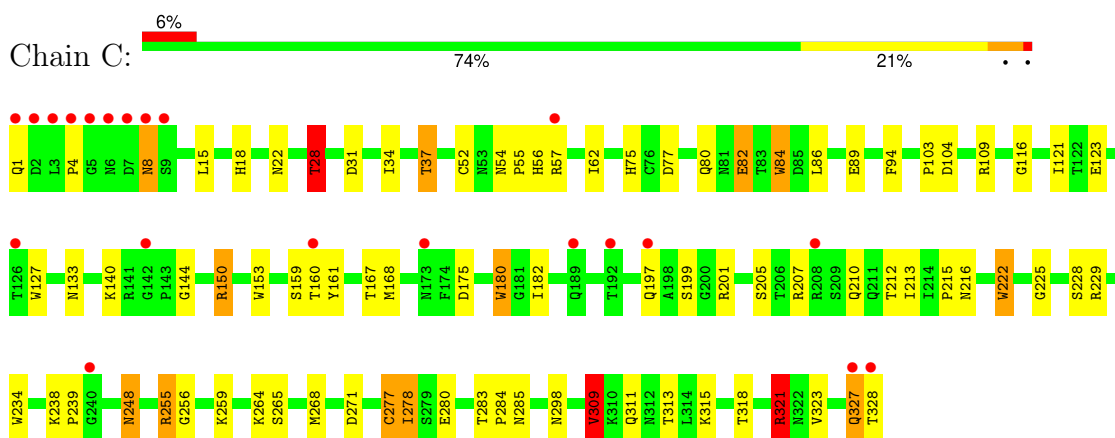 6%
Chain C:
74% 21% • •
Q1 D2 L3 P4 G5 N6 D7 N8 S9 L15 H18 N22 T28 D31 I34 T37 C52 N53 N54 P55 H56 R57 I62 H75 C76 D77 Q80 N81 E82 T83 W84 D85 L86 E89 F94 P103 D104 R109 G116 I121 T122 E123
T126 W127 N133 K140 R141 G142 P143 G144 R150 W153 S159 T160 Y161 T167 M168 N173 F174 D175 W180 G181 I182 Q189 T192 Q197 A198 S199 G200 R201 S205 T206 R207 R208 S209 Q210 Q211 T212 I213 I214 P215 N216 W222 G225 S228 R229
W234 K238 P239 G240 N248 R255 G256 K259 K264 S265 M268 D271 C277 I278 S279 E280 T283 P284 N285 N298 V309 K310 Q311 N312 T313 L314 K315 T318 R321 N322 V323 Q327 T328